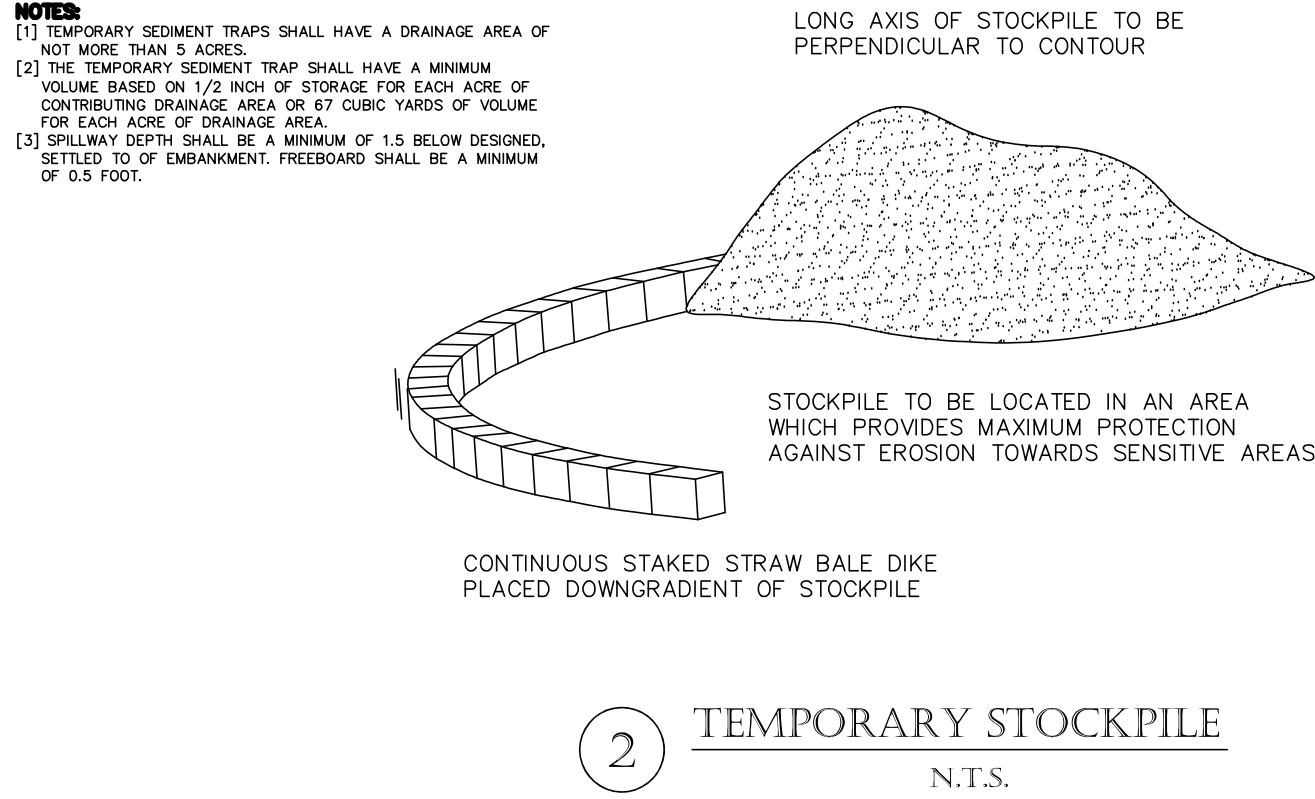 NOTES:
[1] TEMPORARY SEDIMENT TRAPS SHALL HAVE A DRAINAGE AREA OF
NOT MORE THAN 5 ACRES.
[2] THE TEMPORARY SEDIMENT TRAP SHALL HAVE A MINIMUM
VOLUME BASED ON 1/2 INCH OF STORAGE FOR EACH ACRE OF
CONTRIBUTING DRAINAGE AREA OR 67 CUBIC YARDS OF VOLUME
FOR EACH ACRE OF DRAINAGE AREA.
[3] SPILLWAY DEPTH SHALL BE A MINIMUM OF 1.5 BELOW DESIGNED,
SETTLED TO OF EMBANKMENT. FREEBOARD SHALL BE A MINIMUM
OF 0.5 FOOT.
LONG AXIS OF STOCKPILE TO BE
PERPENDICULAR TO CONTOUR
STOCKPILE TO BE LOCATED IN AN AREA
WHICH PROVIDES MAXIMUM PROTECTION
AGAINST EROSION TOWARDS SENSITIVE AREAS
CONTINUOUS STAKED STRAW BALE DIKE
PLACED DOWNGRADIENT OF STOCKPILE
2 TEMPORARY STOCKPILE
N.T.S.